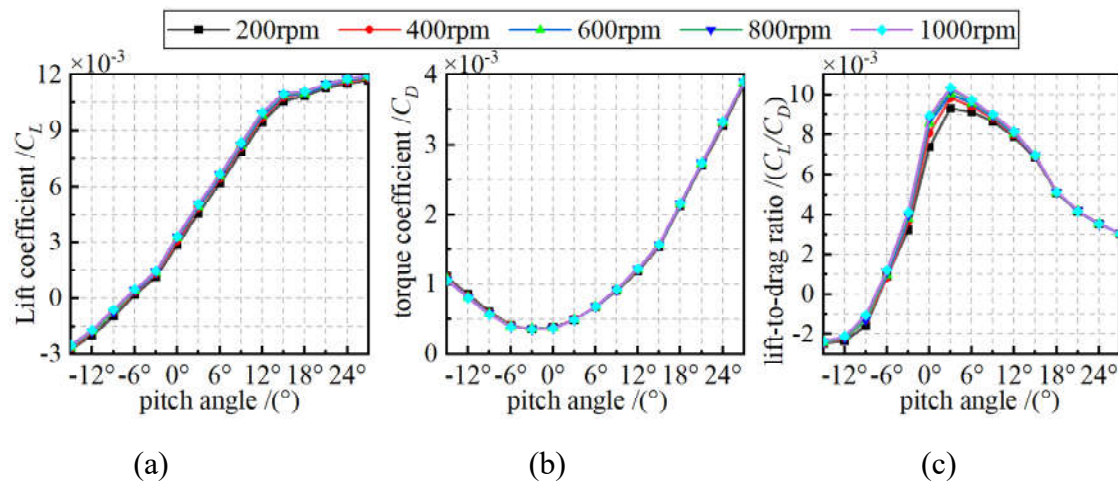 200rpm 400rpm 600rpm 800rpm 1000rpm
×10⁻³ ×10⁻³ ×10⁻³
Lift coefficient /C_L
12
9
6
3
0
-3
-12° -6° 0° 6° 12° 18° 24°
pitch angle /(°)
torque coefficient /C_D
4
3
2
1
0
-12° -6° 0° 6° 12° 18° 24°
pitch angle /(°)
lift-to-drag ratio /(C_L/C_D)
10
8
6
4
2
0
-2
-12° -6° 0° 6° 12° 18° 24°
pitch angle /(°)
(a) (b) (c)